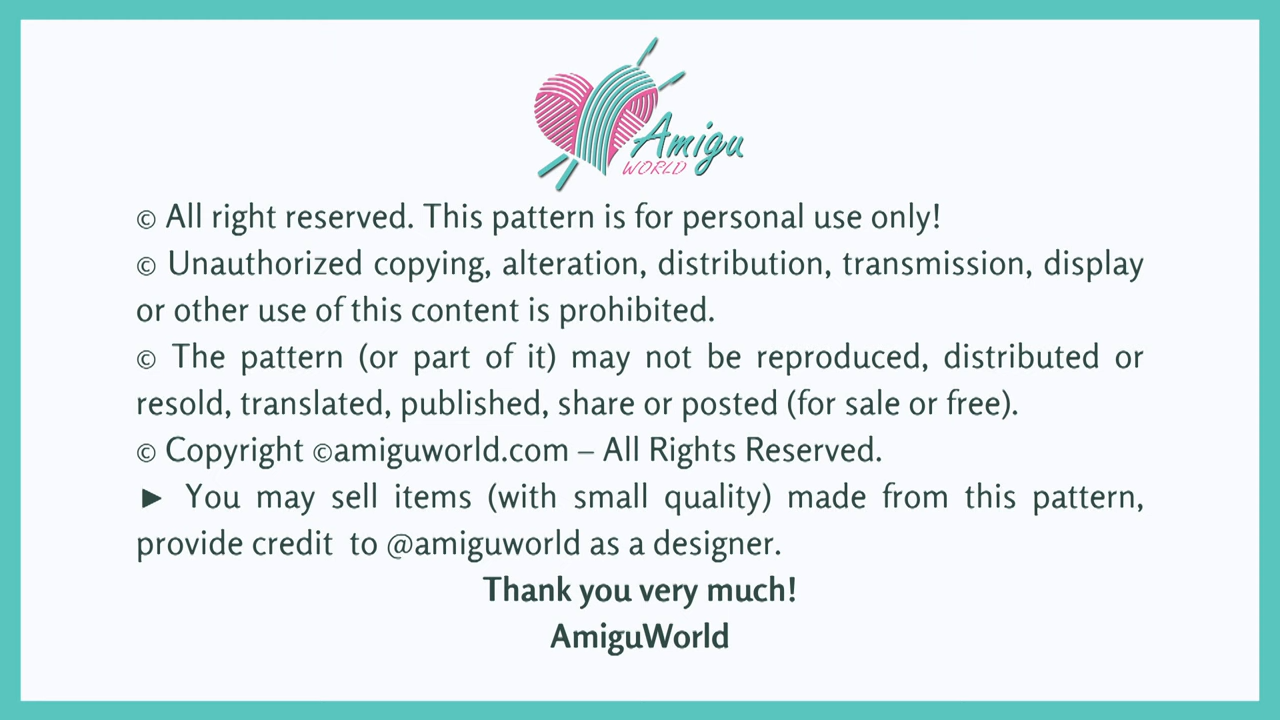 Amigu
WORLD
© All right reserved. This pattern is for personal use only!
© Unauthorized copying, alteration, distribution, transmission, display
or other use of this content is prohibited.
© The pattern (or part of it) may not be reproduced, distributed or
resold, translated, published, share or posted (for sale or free).
© Copyright ©amiguworld.com – All Rights Reserved.
► You may sell items (with small quality) made from this pattern,
provide credit to @amiguworld as a designer.
Thank you very much!
AmiguWorld